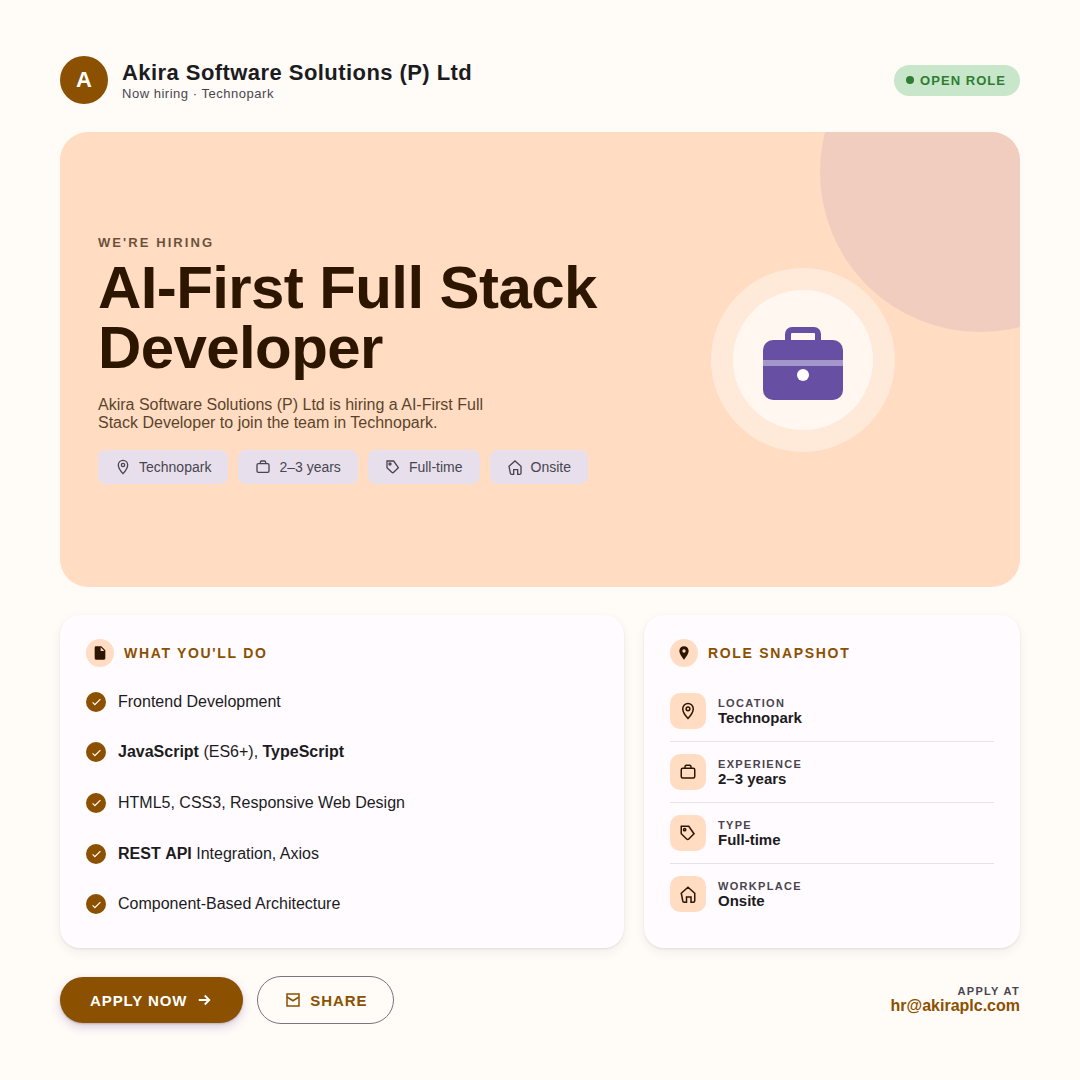 A
Akira Software Solutions (P) Ltd
Now hiring · Technopark
OPEN ROLE
WE'RE HIRING
AI-First Full Stack
Developer
Akira Software Solutions (P) Ltd is hiring a AI-First Full
Stack Developer to join the team in Technopark.
Technopark
2–3 years
Full-time
Onsite
WHAT YOU'LL DO
Frontend Development
JavaScript (ES6+), TypeScript
HTML5, CSS3, Responsive Web Design
REST API Integration, Axios
Component-Based Architecture
ROLE SNAPSHOT
LOCATION
Technopark
EXPERIENCE
2–3 years
TYPE
Full-time
WORKPLACE
Onsite
APPLY NOW
SHARE
APPLY AT
hr@akiraplc.com